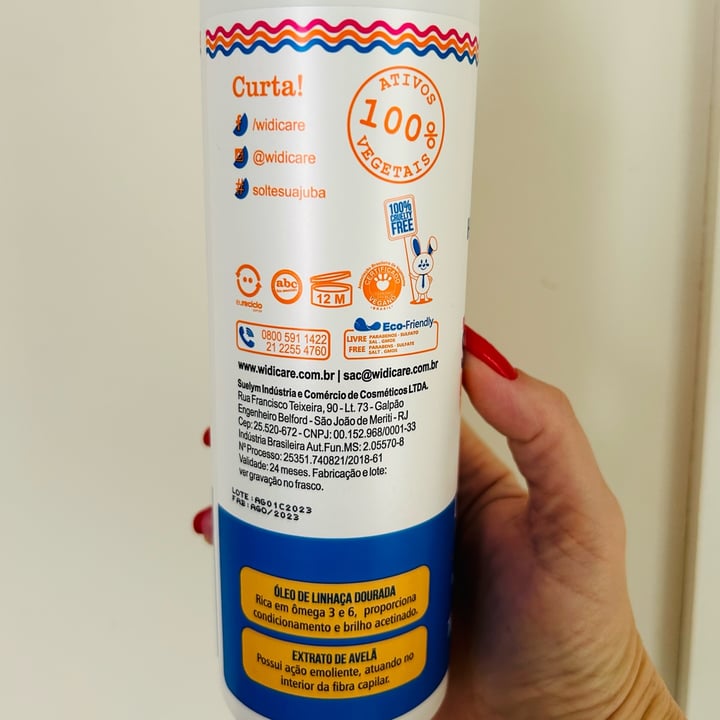 Curta!
/widicare
@widicare
soltesuajuba
ATIVOS
100%
VEGETAIS
100%
CRUELTY
FREE
eureciclo
abc
12 M
CERTIFICADO
VEGANO
Eco-Friendly
LIVRE PARABENOS - SULFATO
SAL . GMOS
FREE PARABENS - SULFATE
SALT . GMOS
0800 591 1422
21 2255 4760
www.widicare.com.br | sac@widicare.com.br
Suelym Indústria e Comércio de Cosméticos LTDA.
Rua Francisco Teixeira, 90 - Lt. 73 - Galpão
Engenheiro Belford - São João de Meriti - RJ
Cep: 25.520-672 - CNPJ: 00.152.968/0001-33
Indústria Brasileira Aut.Fun.MS: 2.05570-8
Nº Processo: 25351.740821/2018-61
Validade: 24 meses. Fabricação e lote:
ver gravação no frasco.
LOTE :AG01C2023
FAB:AGO/2023
ÓLEO DE LINHAÇA DOURADA
Rica em ômega 3 e 6, proporciona
condicionamento e brilho acetinado.
EXTRATO DE AVELÃ
Possui ação emoliente, atuando no
interior da fibra capilar.